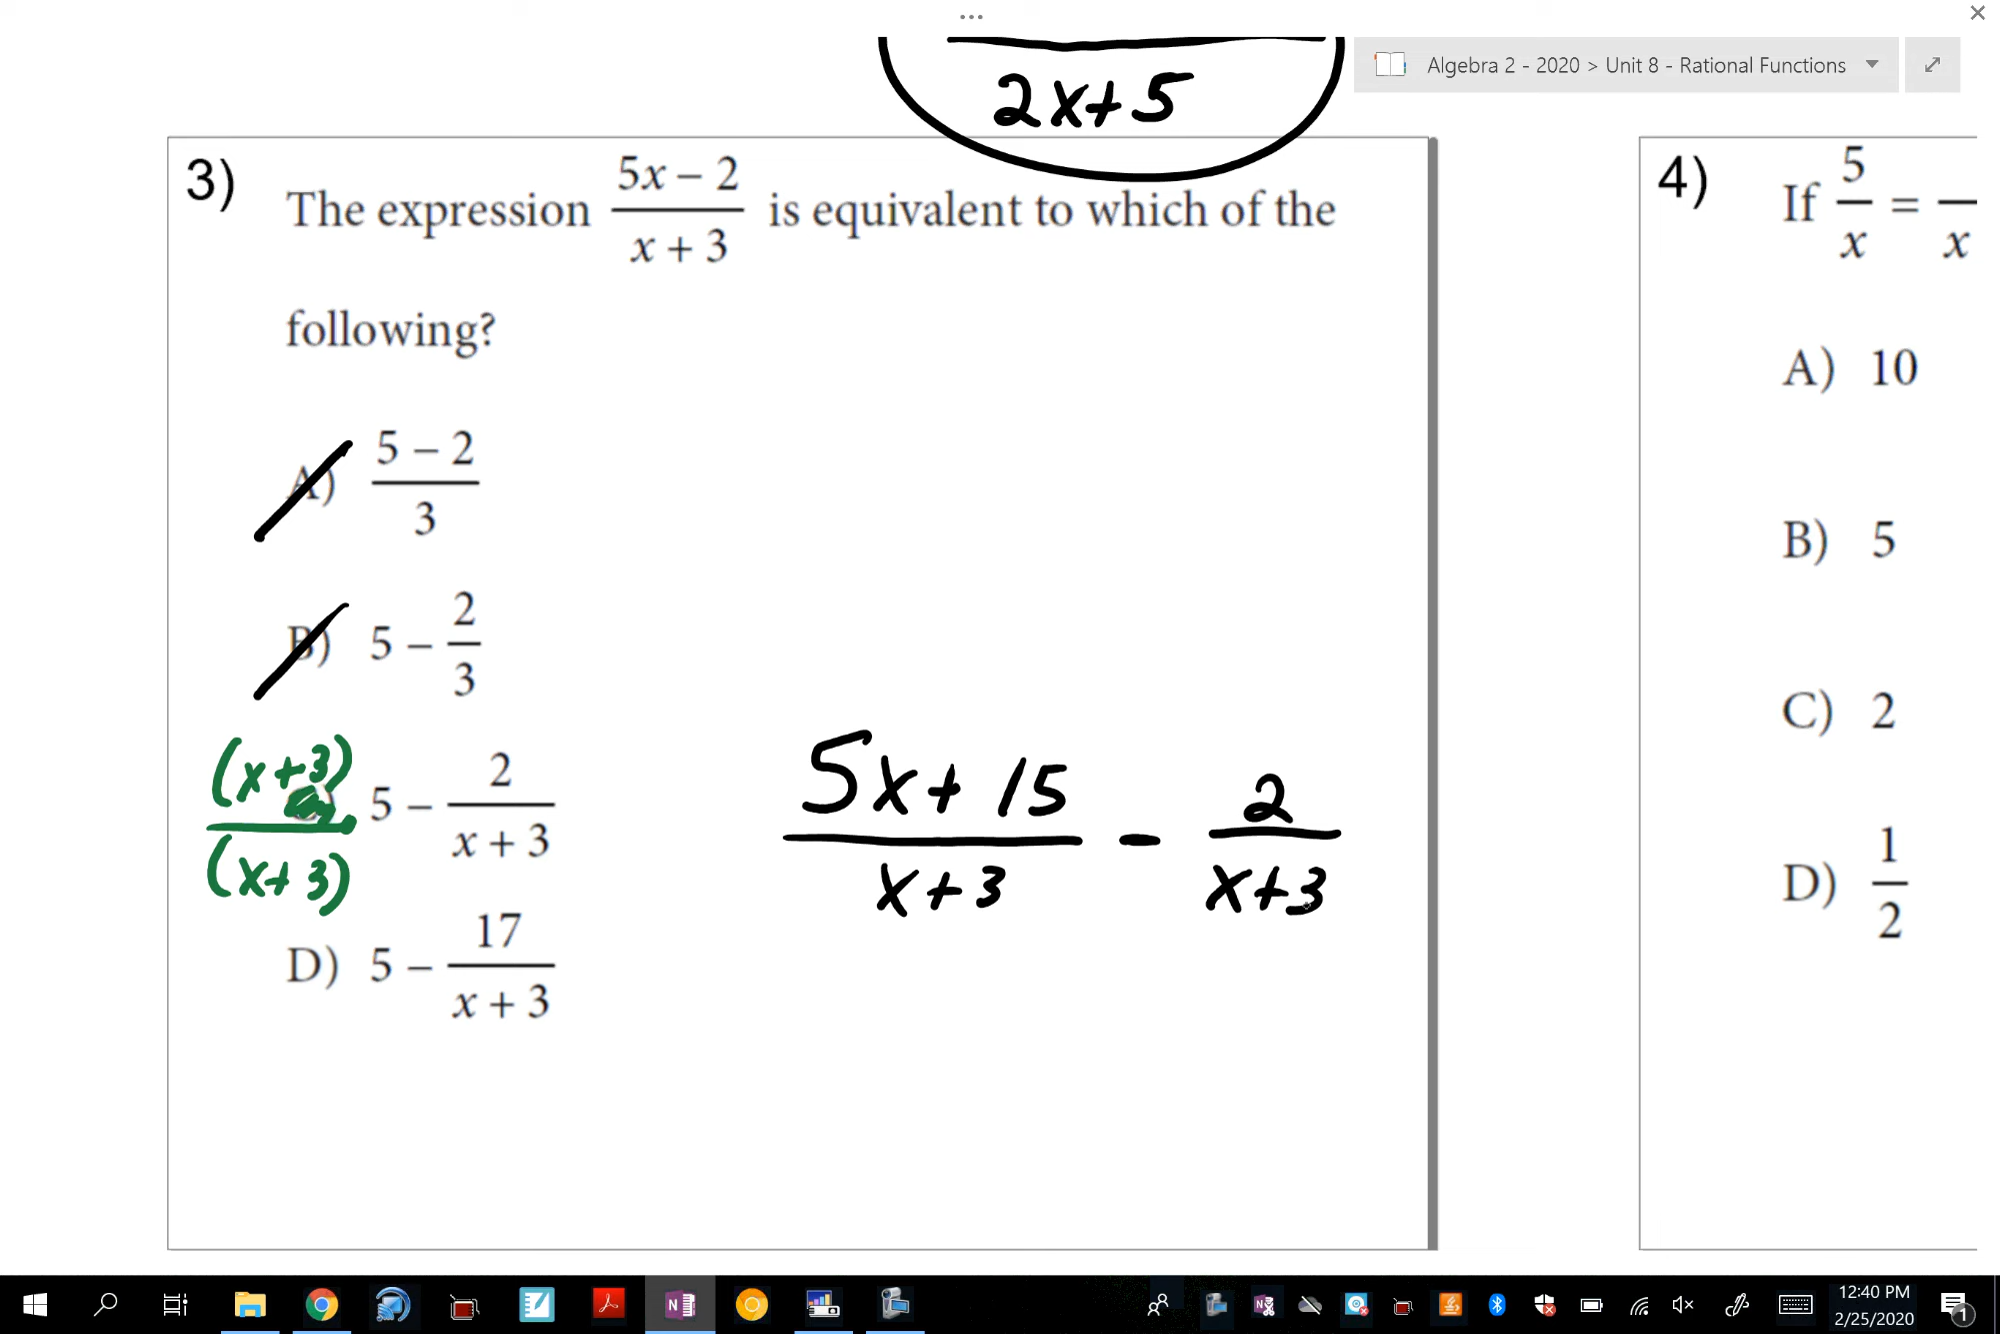 Algebra 2 - 2020 > Unit 8 - Rational Functions
2x+5
3)
The expression 5x − 2 / x + 3 is equivalent to which of the
following?
A) 5 − 2 / 3
B) 5 − 2 / 3
(x+3) / (x+3) 5 − 2 / x + 3
5x+15 / x+3 - 2 / x+3
D) 5 − 17 / x + 3
4)
If 5 / x = / x
A) 10
B) 5
C) 2
D) 1 / 2
12:40 PM
2/25/2020
1